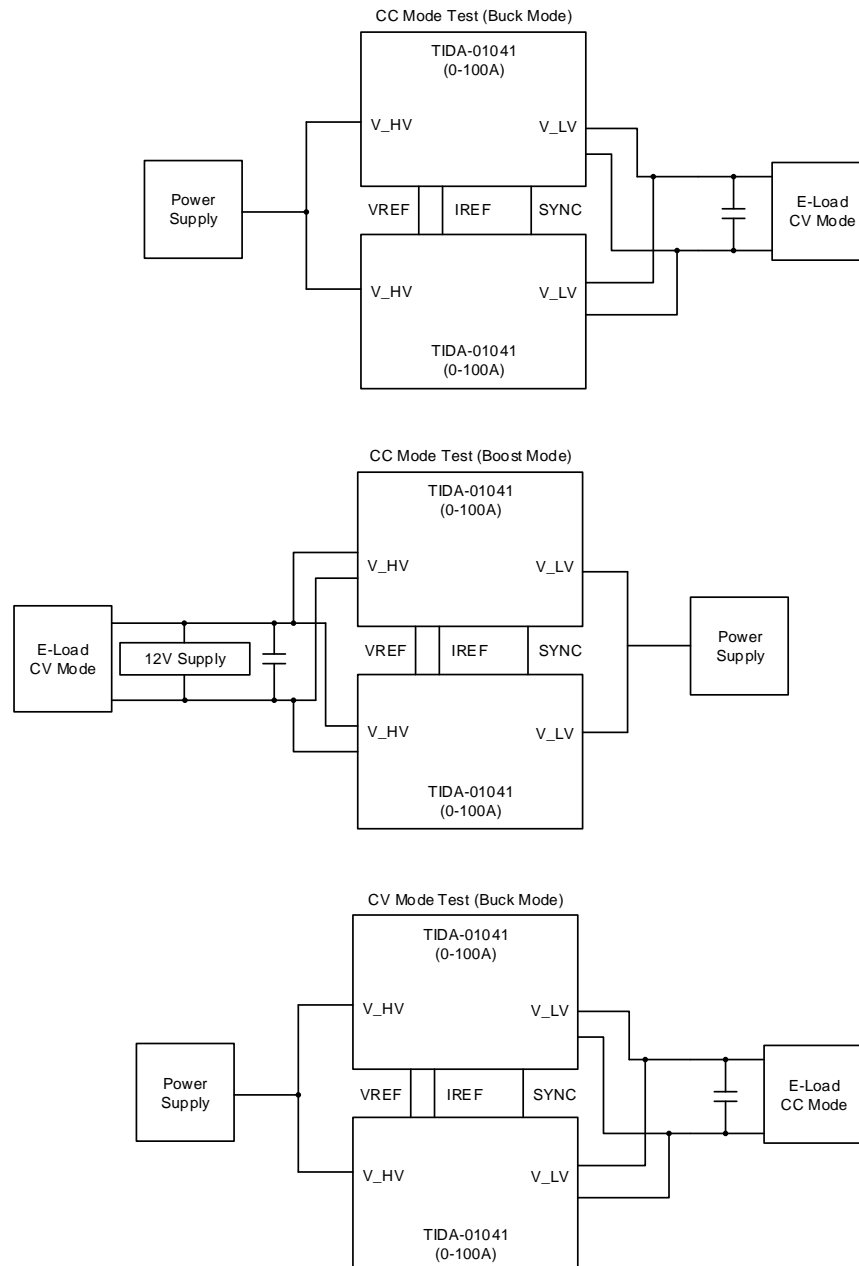 CC Mode Test (Buck Mode)
TIDA-01041
(0-100A)
V_HV
V_LV
Power
Supply
E-Load
CV Mode
VREF
IREF
SYNC
V_HV
V_LV
TIDA-01041
(0-100A)
CC Mode Test (Boost Mode)
TIDA-01041
(0-100A)
V_HV
V_LV
E-Load
CV Mode
12V Supply
VREF
IREF
SYNC
Power
Supply
V_HV
V_LV
TIDA-01041
(0-100A)
CV Mode Test (Buck Mode)
TIDA-01041
(0-100A)
V_HV
V_LV
Power
Supply
VREF
IREF
SYNC
E-Load
CC Mode
V_HV
V_LV
TIDA-01041
(0-100A)